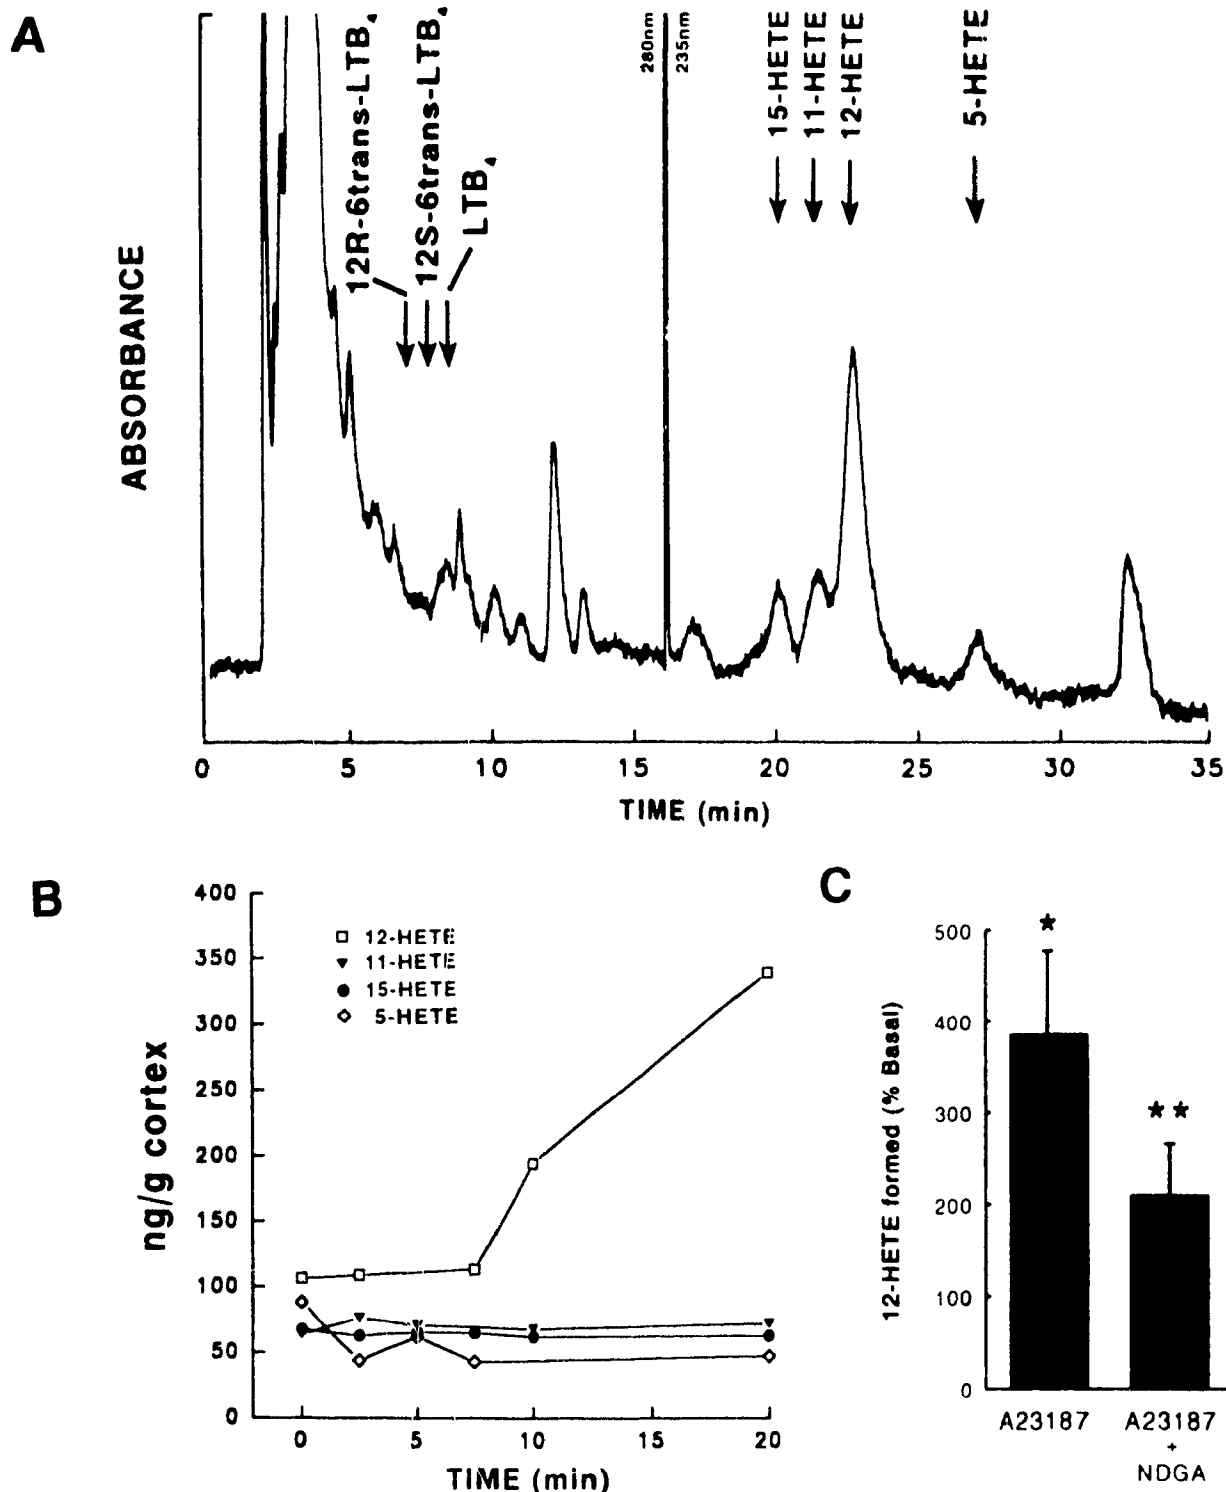 A
ABSORBANCE
12R-6trans-LTB4
12S-6trans-LTB4
LTB4
280nm
235nm
15-HETE
11-HETE
12-HETE
5-HETE
0 5 10 15 20 25 30 35
TIME (min)
B
ng/g cortex
400
350
300
250
200
150
100
50
0
12-HETE
11-HETE
15-HETE
5-HETE
0 5 10 15 20
TIME (min)
C
12-HETE formed (% Basal)
500
400
300
200
100
0
★
★★
A23187
A23187
+
NDGA